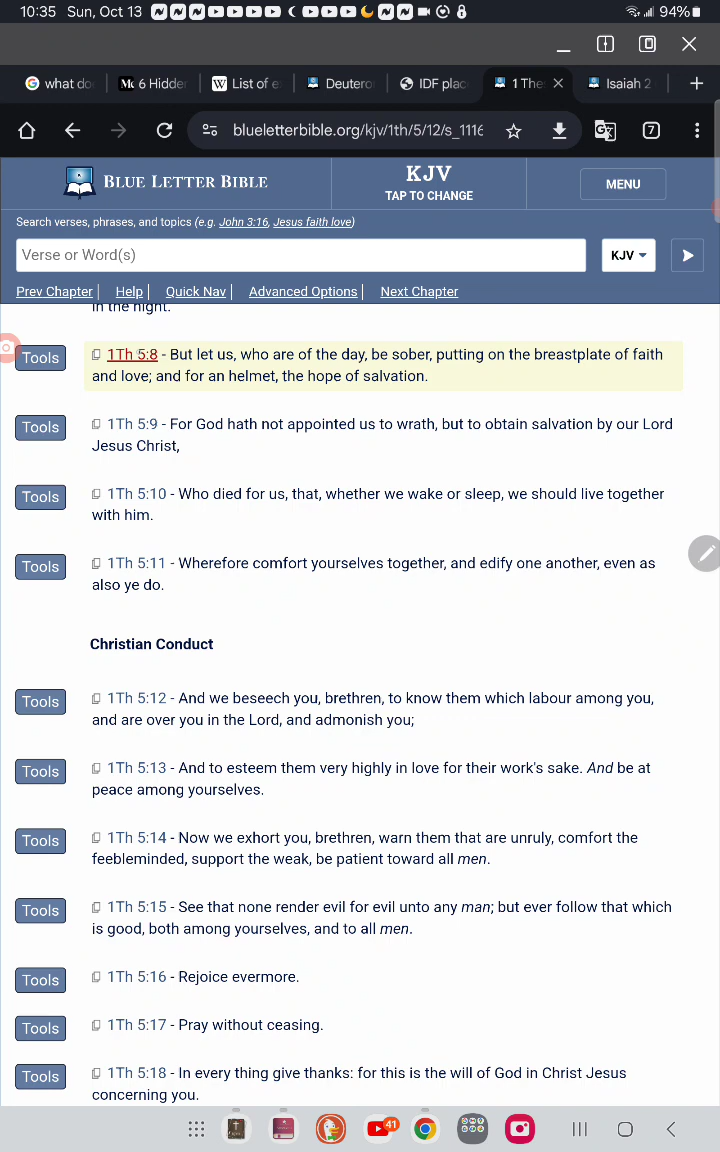 10:35 Sun, Oct 13 94%
what do Me 6 Hidder W List of e Deutero IDF plac 1 The Isaiah 2
blueletterbible.org/kjv/1th/5/12/s_1116 7
BLUE LETTER BIBLE KJV MENU
TAP TO CHANGE
Search verses, phrases, and topics (e.g. John 3:16, Jesus faith love)
Verse or Word(s) KJV
Prev Chapter | Help | Quick Nav | Advanced Options | Next Chapter
in the night.
Tools 1Th 5:8 - But let us, who are of the day, be sober, putting on the breastplate of faith
and love; and for an helmet, the hope of salvation.
Tools 1Th 5:9 - For God hath not appointed us to wrath, but to obtain salvation by our Lord
Jesus Christ,
Tools 1Th 5:10 - Who died for us, that, whether we wake or sleep, we should live together
with him.
Tools 1Th 5:11 - Wherefore comfort yourselves together, and edify one another, even as
also ye do.
Christian Conduct
Tools 1Th 5:12 - And we beseech you, brethren, to know them which labour among you,
and are over you in the Lord, and admonish you;
Tools 1Th 5:13 - And to esteem them very highly in love for their work's sake. And be at
peace among yourselves.
Tools 1Th 5:14 - Now we exhort you, brethren, warn them that are unruly, comfort the
feebleminded, support the weak, be patient toward all men.
Tools 1Th 5:15 - See that none render evil for evil unto any man; but ever follow that which
is good, both among yourselves, and to all men.
Tools 1Th 5:16 - Rejoice evermore.
Tools 1Th 5:17 - Pray without ceasing.
Tools 1Th 5:18 - In every thing give thanks: for this is the will of God in Christ Jesus
concerning you.
41